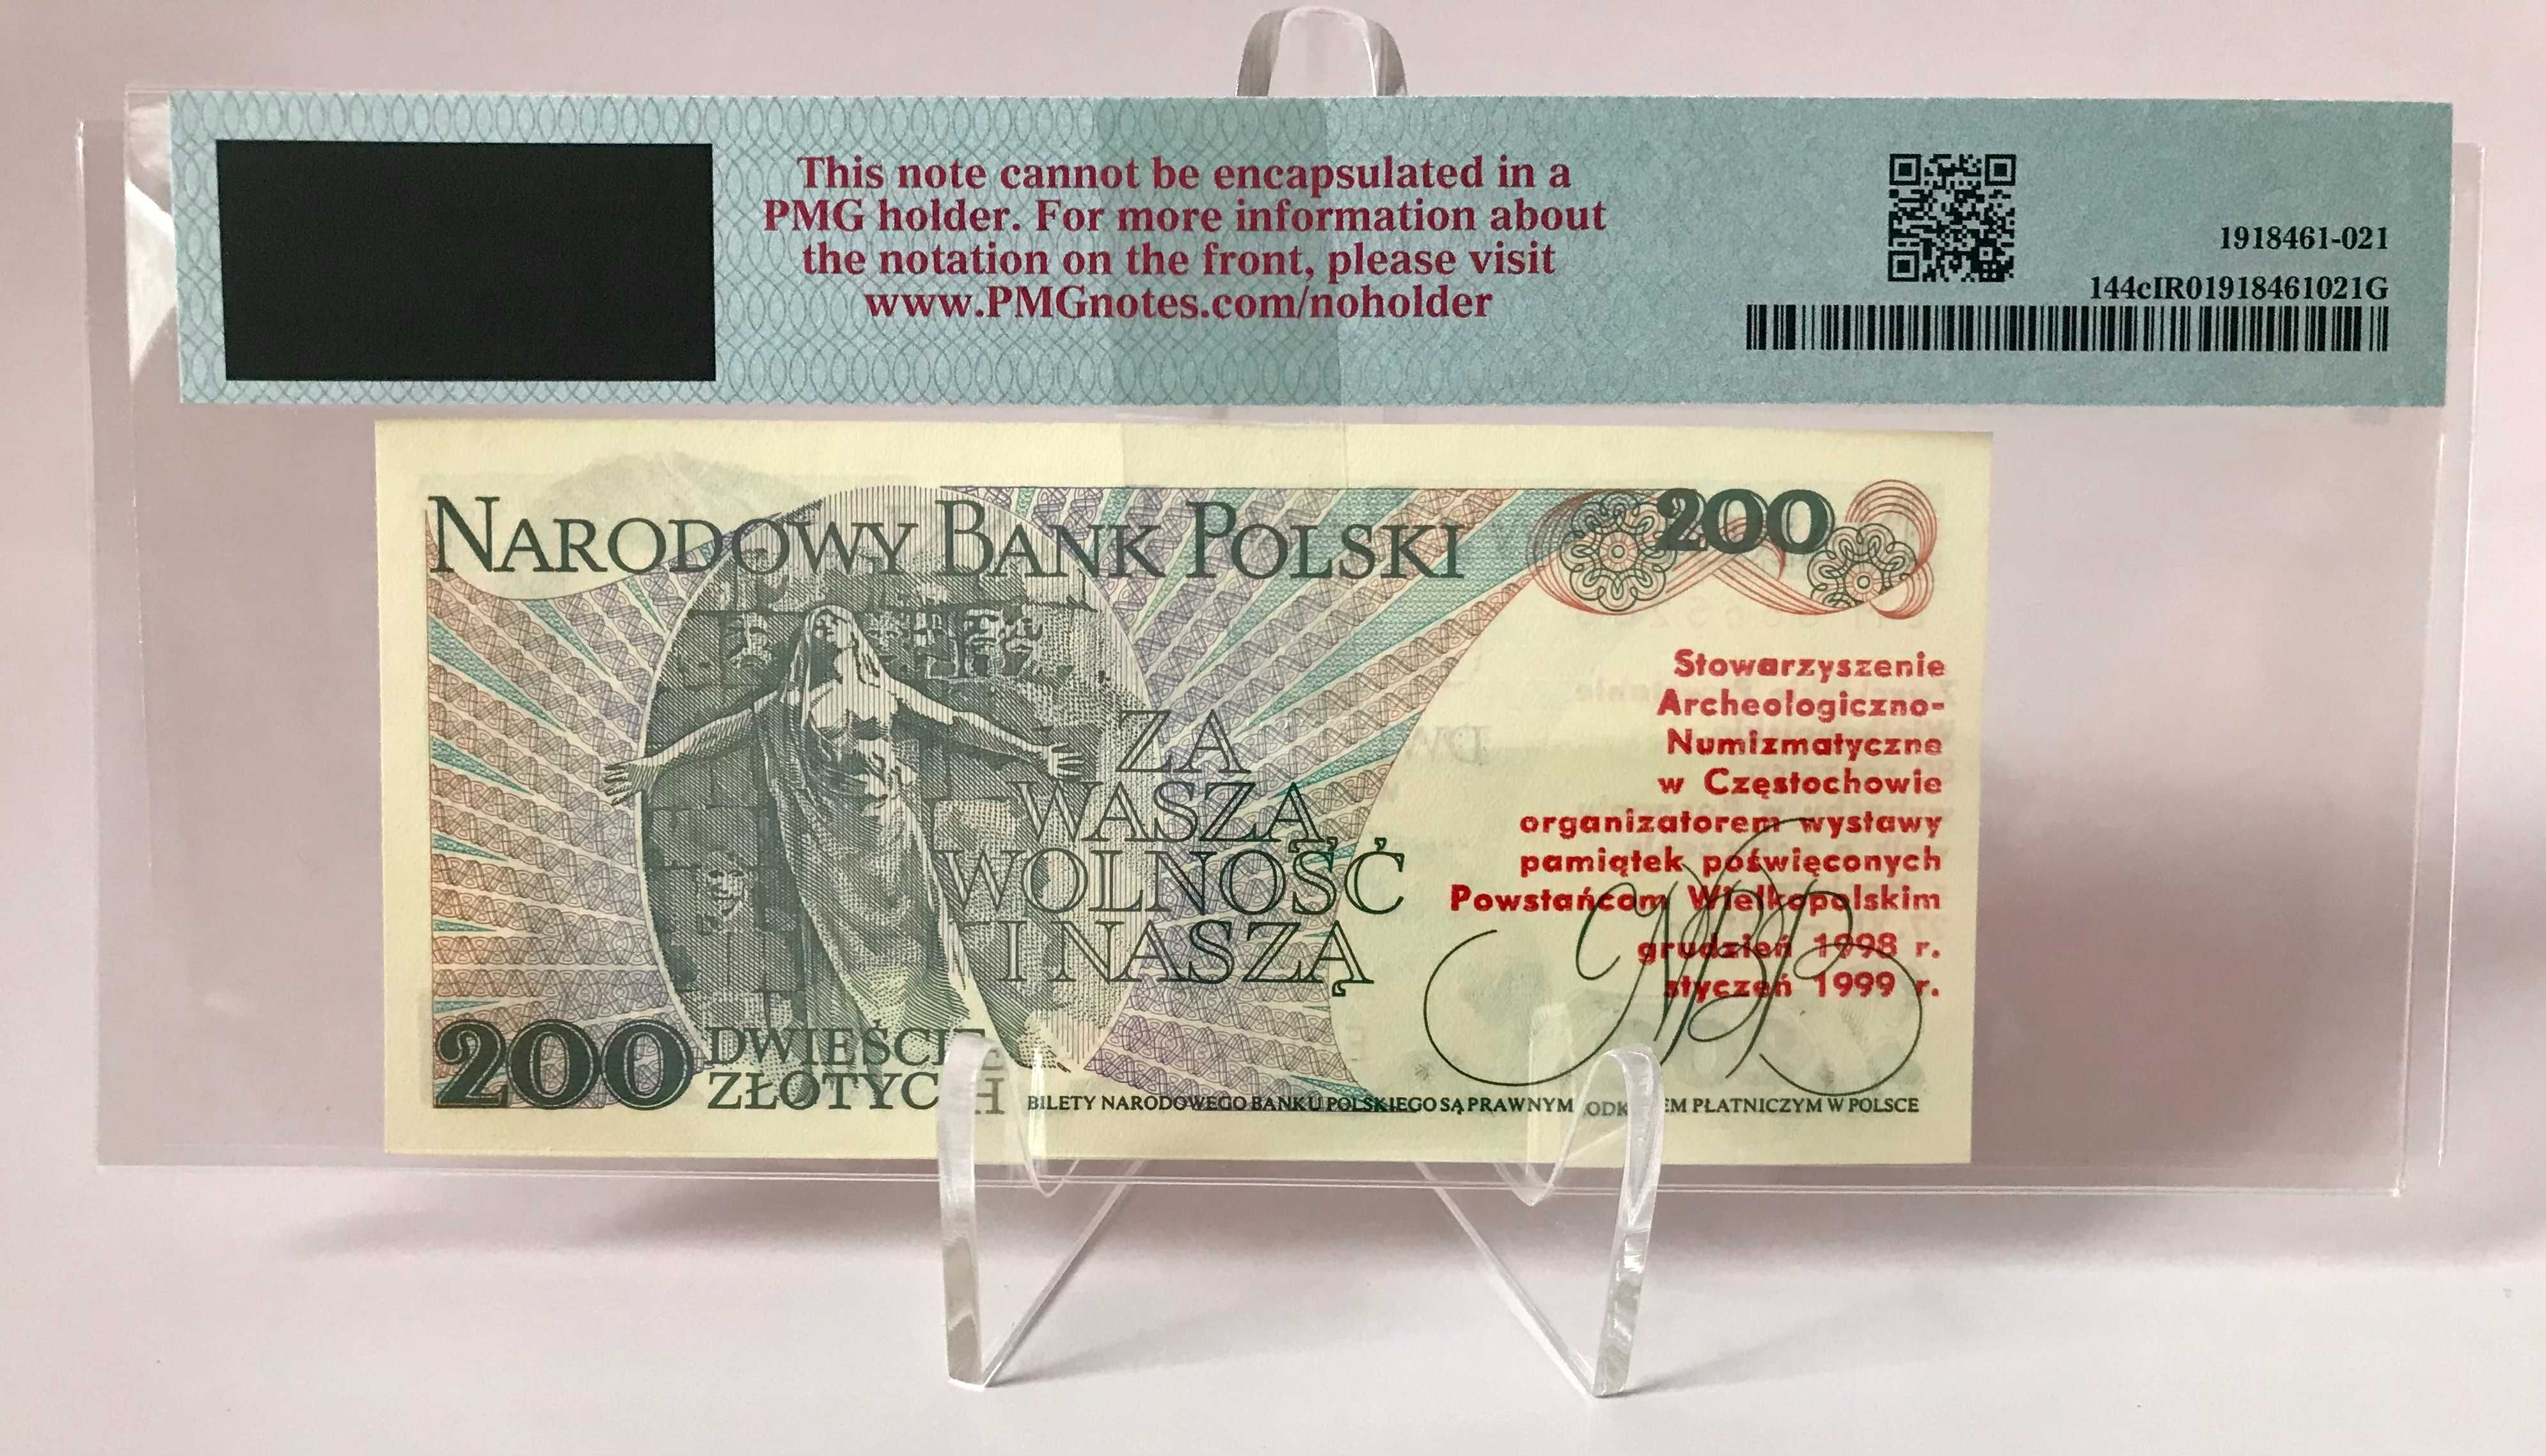 This note cannot be encapsulated in a
PMG holder. For more information about
the notation on the front, please visit
www.PMGnotes.com/noholder
1918461-021
144cIR01918461021G
NARODOWY BANK POLSKI
200
ZA
WASZĄ
WOLNOŚĆ
I NASZĄ
Stowarzyszenie
Archeologiczno-
Numizmatyczne
w Częstochowie
organizatorem wystawy
pamiątek poświęconych
Powstańcom Wielkopolskim
grudzień 1998 r.
styczeń 1999 r.
NBP
200 DWIEŚCIE
ZŁOTYCH
BILETY NARODOWEGO BANKU POLSKIEGO SĄ PRAWNYM PŁATNICZYM W POLSCE